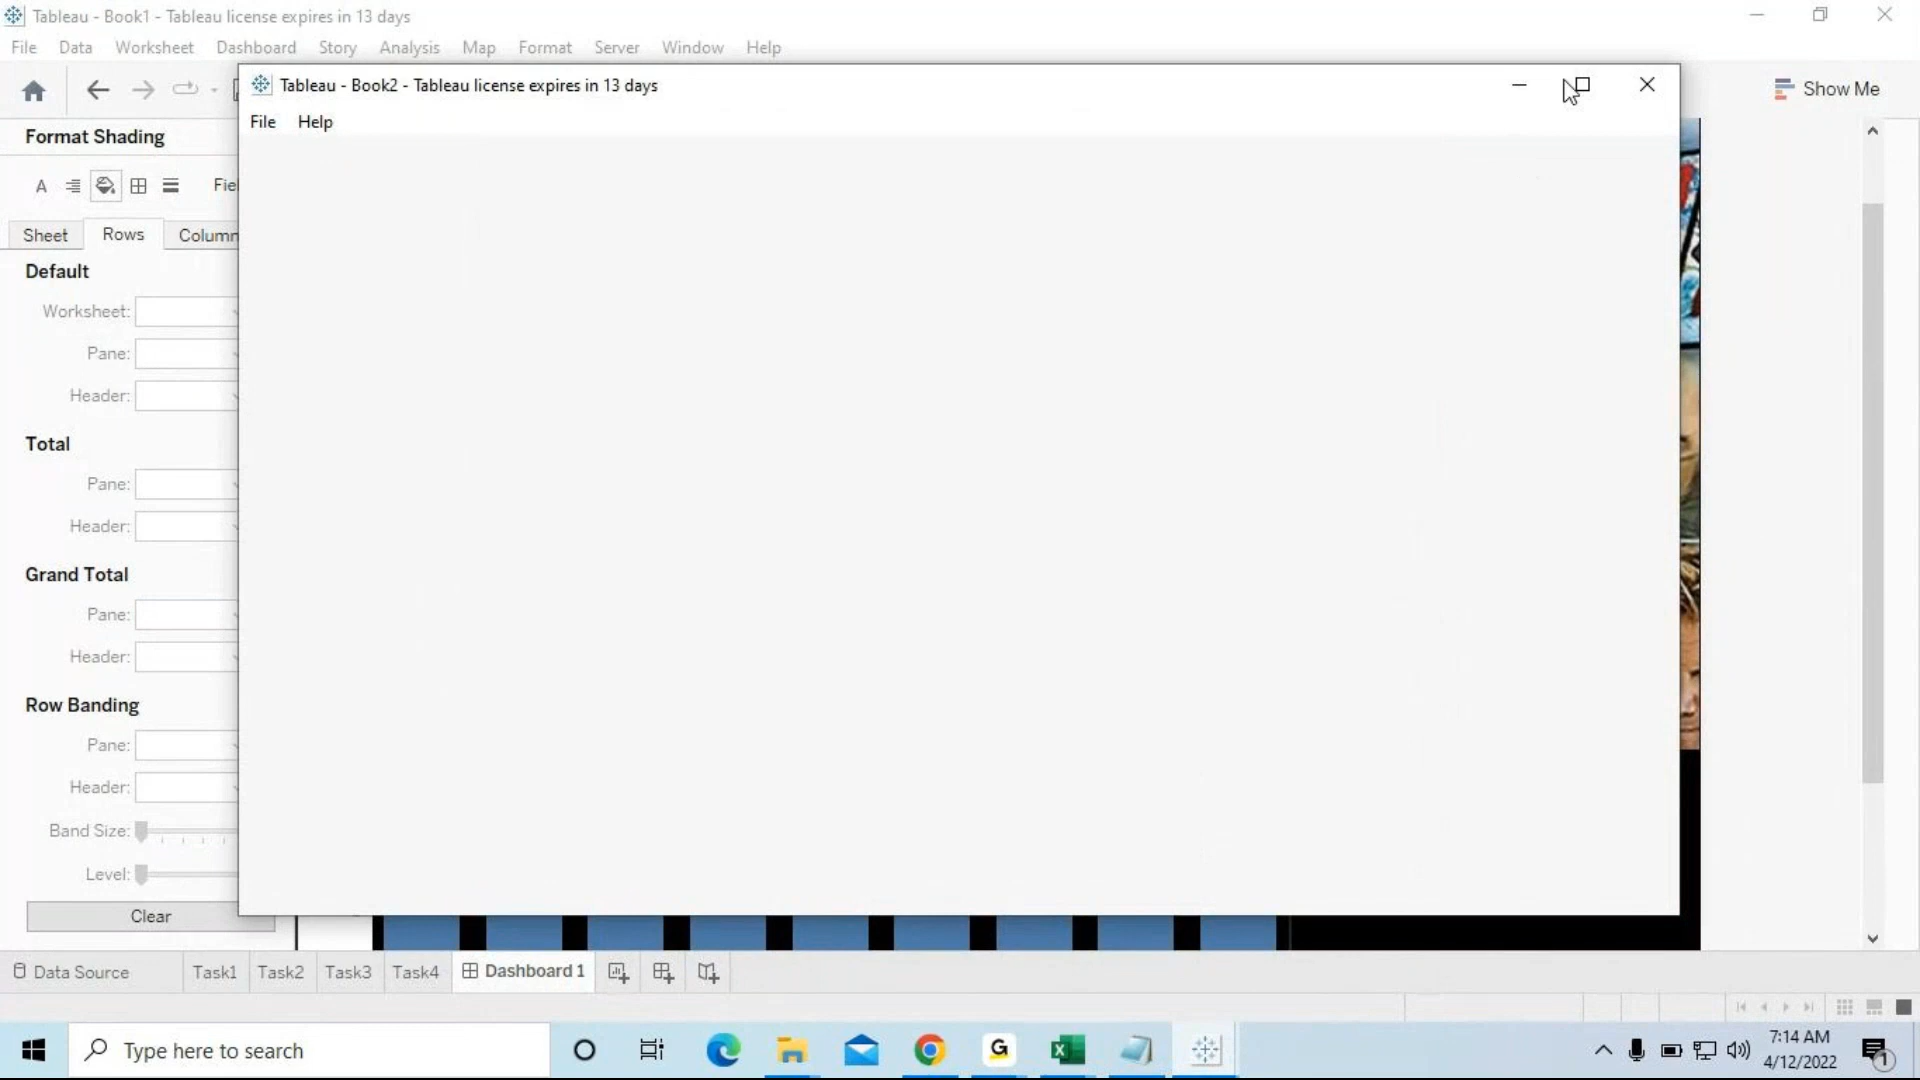 Tableau - Book1 - Tableau license expires in 13 days
File Data Worksheet Dashboard Story Analysis Map Format Server Window Help
Tableau - Book2 - Tableau license expires in 13 days
File Help
Show Me
Format Shading
A Fiel
Sheet Rows Column
Default
Worksheet:
Pane:
Header:
Total
Pane:
Header:
Grand Total
Pane:
Header:
Row Banding
Pane:
Header:
Band Size:
Level:
Clear
Data Source Task1 Task2 Task3 Task4 Dashboard 1
Type here to search
G
7:14 AM
4/12/2022
1